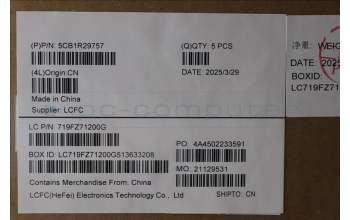 (P)P/N: 5CB1R29757
(Q)QTY: 5 PCS
(4L)Origin:CN
DATE: 2025/3/29
Made in China
Supplier: LCFC
净重: WEIG
DATE: 2025
BOXID
LC719FZ71
LC P/N: 719FZ71200G
PO: 4A4502233591
BOX ID: LC719FZ71200G513633208
MO: 21129531
Contains Merchandise From: China
LCFC(HeFei) Electronics Technology Co., Ltd
SHIPTO: CN